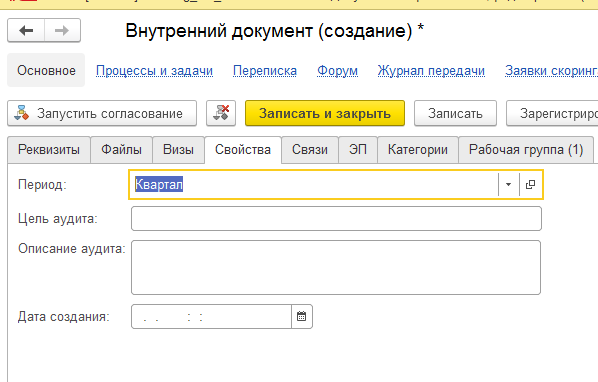 Внутренний документ (создание) *
Основное Процессы и задачи Переписка Форум Журнал передачи Заявки скоринг
Запустить согласование Записать и закрыть Записать Зарегистриро
Реквизиты Файлы Визы Свойства Связи ЭП Категории Рабочая группа (1)
Период: Квартал
Цель аудита:
Описание аудита:
Дата создания: . . : :